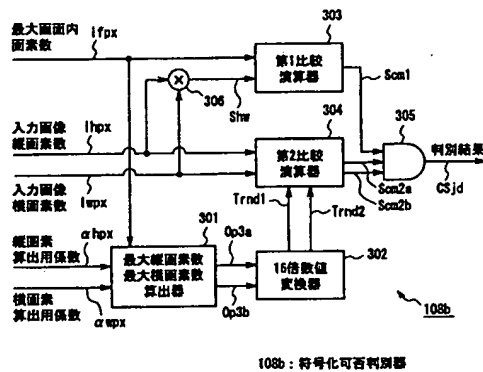 最大画面内
画素数
Ifpx
303
第1比較
演算器
Scm1
306
Shw
304
305
入力画像
縦画素数
Ihpx
第2比較
演算器
判別結果
CSjd
入力画像
横画素数
Iwpx
Scm2a
Scm2b
Trnd1
Trnd2
縦画素
算出用係数
αhpx
301
最大縦画素数
最大横画素数
算出器
Op3a
Op3b
302
16倍数値
変換器
横画素
算出用係数
αwpx
108b
108b：符号化可否判別器